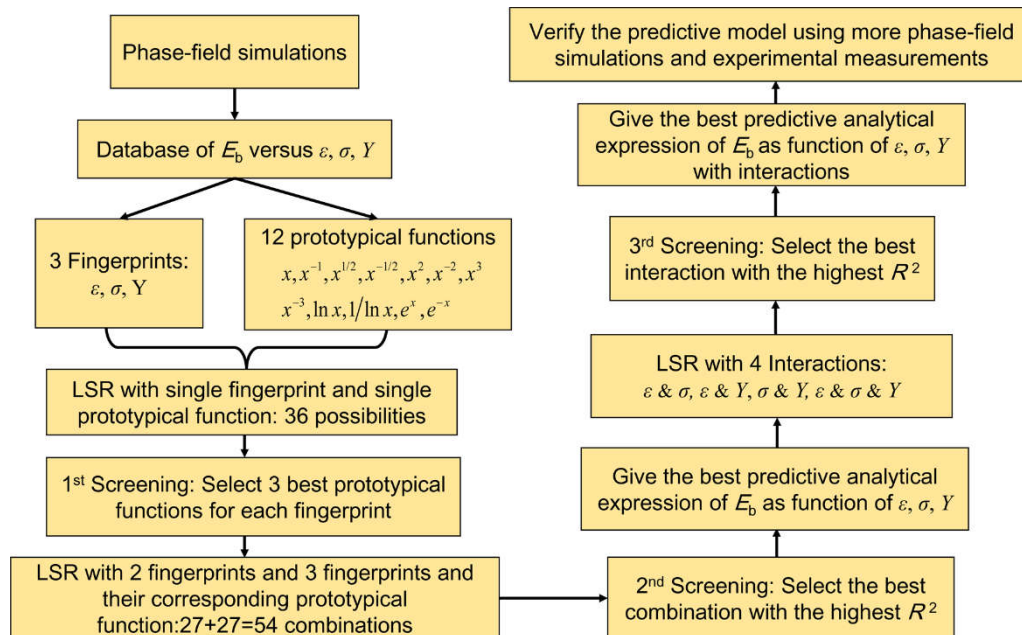 Phase-field simulations
Database of E_b versus ε, σ, Y
3 Fingerprints:
ε, σ, Y
12 prototypical functions
x, x⁻¹, x^{1/2}, x^{-1/2}, x², x⁻², x³
x⁻³, ln x, 1/ln x, eˣ, e⁻ˣ
LSR with single fingerprint and single
prototypical function: 36 possibilities
1st Screening: Select 3 best prototypical
functions for each fingerprint
LSR with 2 fingerprints and 3 fingerprints and
their corresponding prototypical
function:27+27=54 combinations
2nd Screening: Select the best
combination with the highest R²
Give the best predictive analytical
expression of E_b as function of ε, σ, Y
LSR with 4 Interactions:
ε & σ, ε & Y, σ & Y, ε & σ & Y
3rd Screening: Select the best
interaction with the highest R²
Give the best predictive analytical
expression of E_b as function of ε, σ, Y
with interactions
Verify the predictive model using more phase-field
simulations and experimental measurements